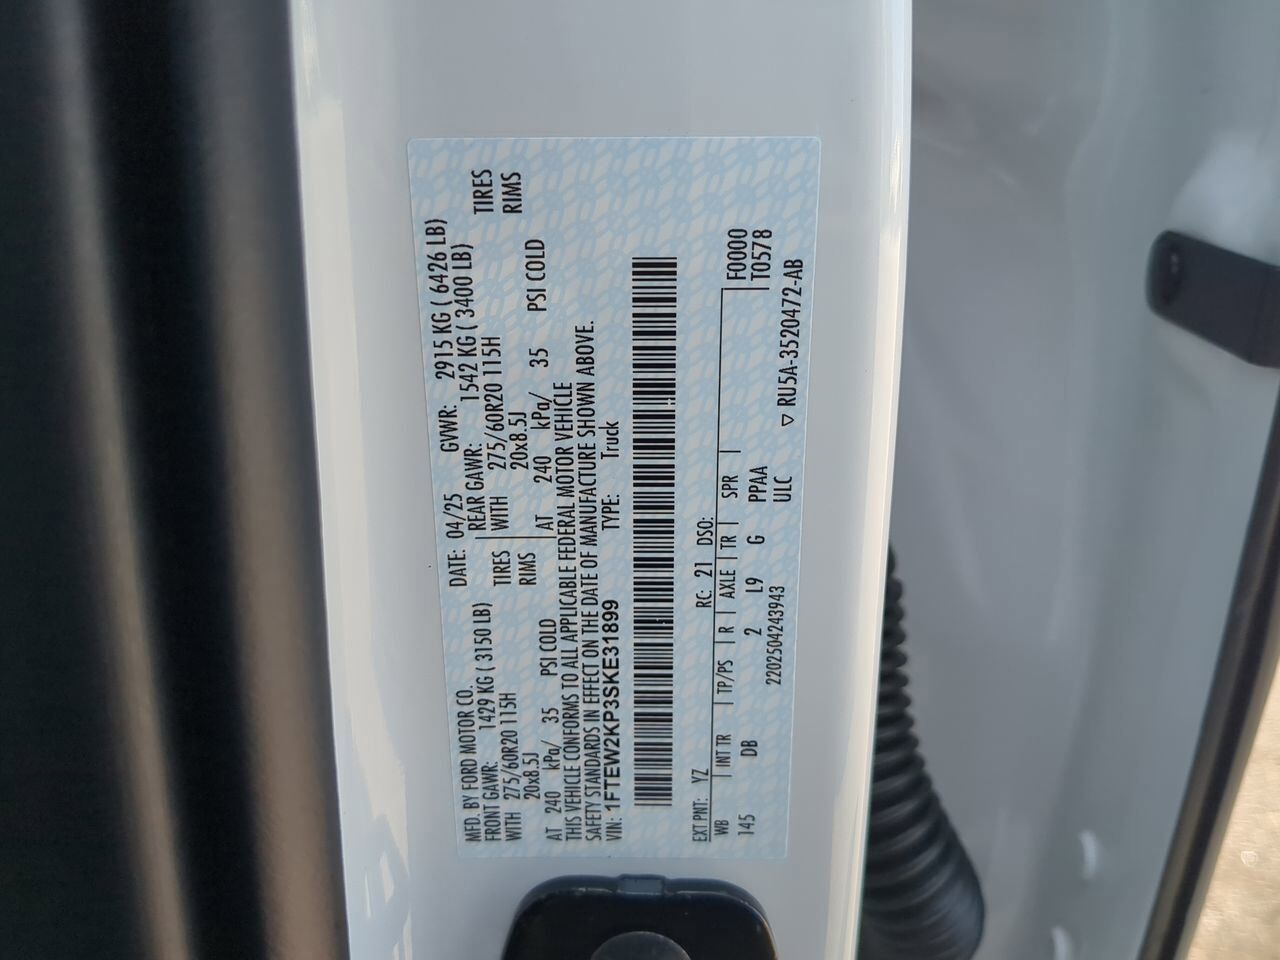 MFD. BY FORD MOTOR CO.
DATE: 04/25 GVWR: 2915 KG ( 6426 LB)
FRONT GAWR: 1429 KG ( 3150 LB)
REAR GAWR: 1542 KG ( 3400 LB)
WITH 275/60R20 115H TIRES
WITH 275/60R20 115H TIRES
20x8.5J RIMS
20x8.5J RIMS
AT 240 kPa/ 35 PSI COLD
AT 240 kPa/ 35 PSI COLD
THIS VEHICLE CONFORMS TO ALL APPLICABLE FEDERAL MOTOR VEHICLE
SAFETY STANDARDS IN EFFECT ON THE DATE OF MANUFACTURE SHOWN ABOVE.
VIN: 1FTEW2KP3SKE31899 TYPE: Truck
EXT PNT: YZ RC: 21 DSO:
WB INT TR TP/PS R AXLE TR SPR
145 DB 2 L9 G PPAA
2202504243943 ULC
F0000
T0578
▽ RU5A-3520472-AB